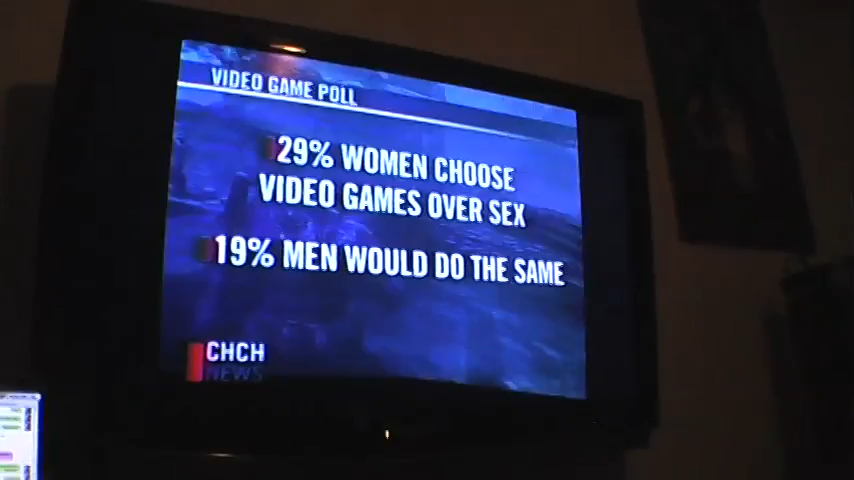 VIDEO GAME POLL
29% WOMEN CHOOSE
VIDEO GAMES OVER SEX
19% MEN WOULD DO THE SAME
CHCH
NEWS